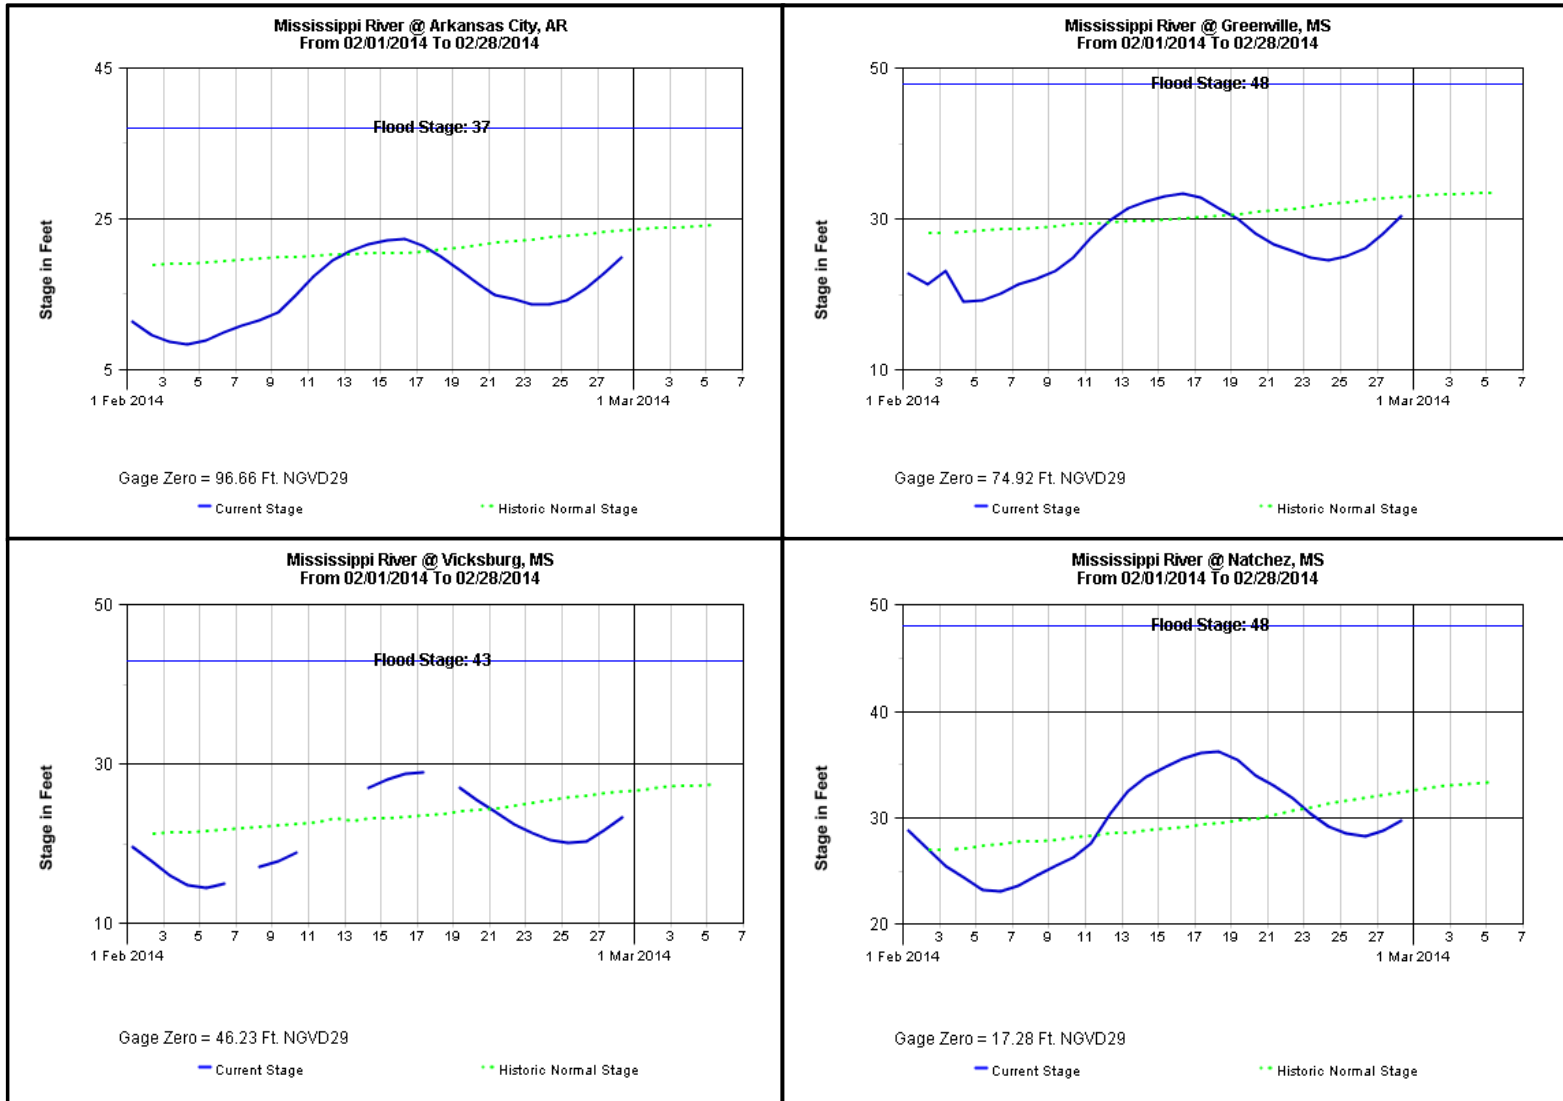 Mississippi River @ Arkansas City, AR
From 02/01/2014 To 02/28/2014
45
Flood Stage: 37
25
Stage in Feet
5
3 5 7 9 11 13 15 17 19 21 23 25 27 3 5 7
1 Feb 2014 1 Mar 2014
Gage Zero = 96.66 Ft. NGVD29
Current Stage Historic Normal Stage
Mississippi River @ Greenville, MS
From 02/01/2014 To 02/28/2014
50
Flood Stage: 48
30
Stage in Feet
10
3 5 7 9 11 13 15 17 19 21 23 25 27 3 5 7
1 Feb 2014 1 Mar 2014
Gage Zero = 74.92 Ft. NGVD29
Current Stage Historic Normal Stage
Mississippi River @ Vicksburg, MS
From 02/01/2014 To 02/28/2014
50
Flood Stage: 43
30
Stage in Feet
10
3 5 7 9 11 13 15 17 19 21 23 25 27 3 5 7
1 Feb 2014 1 Mar 2014
Gage Zero = 46.23 Ft. NGVD29
Current Stage Historic Normal Stage
Mississippi River @ Natchez, MS
From 02/01/2014 To 02/28/2014
50
Flood Stage: 48
40
Stage in Feet
30
20
3 5 7 9 11 13 15 17 19 21 23 25 27 3 5 7
1 Feb 2014 1 Mar 2014
Gage Zero = 17.28 Ft. NGVD29
Current Stage Historic Normal Stage